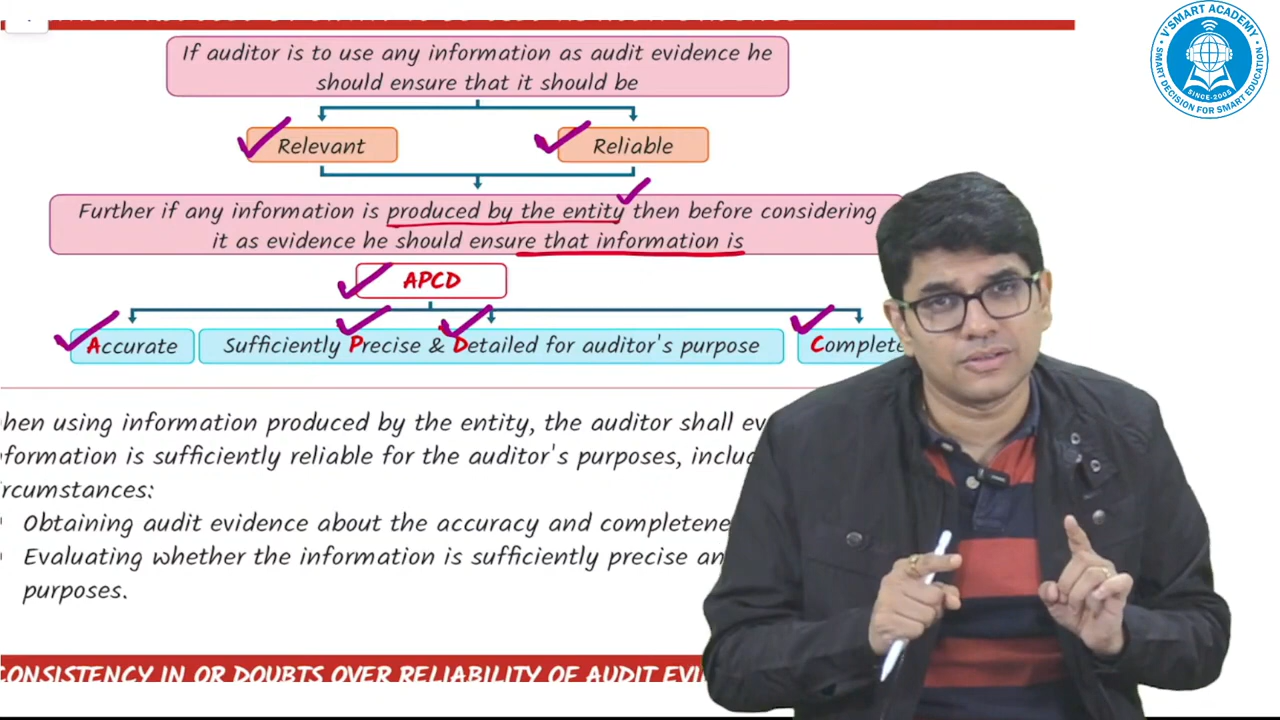 If auditor is to use any information as audit evidence he
should ensure that it should be
Relevant
Reliable
Further if any information is produced by the entity then before considering
it as evidence he should ensure that information is
APCD
Accurate
Sufficiently Precise & Detailed for auditor's purpose
Complete
hen using information produced by the entity, the auditor shall ev
formation is sufficiently reliable for the auditor's purposes, includ
rcumstances:
Obtaining audit evidence about the accuracy and completene
Evaluating whether the information is sufficiently precise an
purposes.
CONSISTENCY IN OR DOUBTS OVER RELIABILITY OF AUDIT EVI
V'SMART ACADEMY
SMART DECISION FOR SMART EDUCATION
SINCE-2005